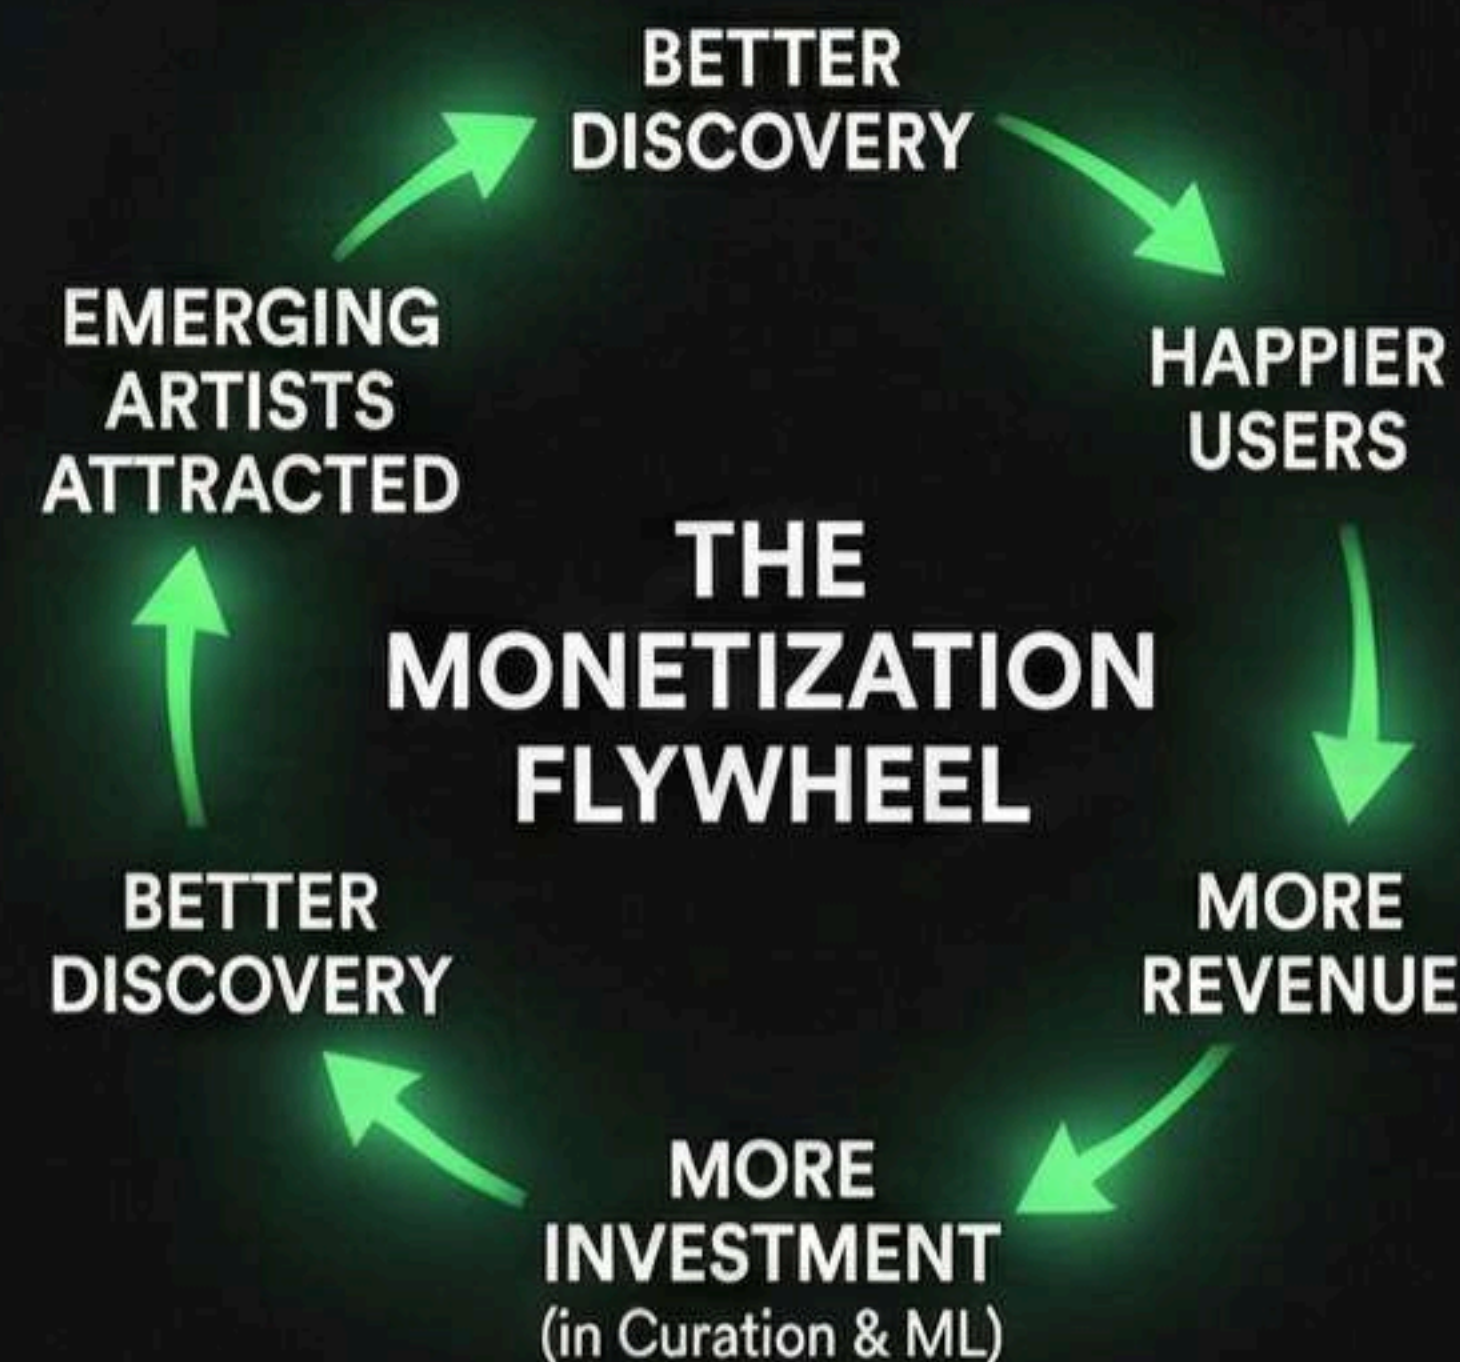 BETTER
DISCOVERY
HAPPIER
USERS
MORE
REVENUE
MORE
INVESTMENT
(in Curation & ML)
BETTER
DISCOVERY
EMERGING
ARTISTS
ATTRACTED
THE
MONETIZATION
FLYWHEEL